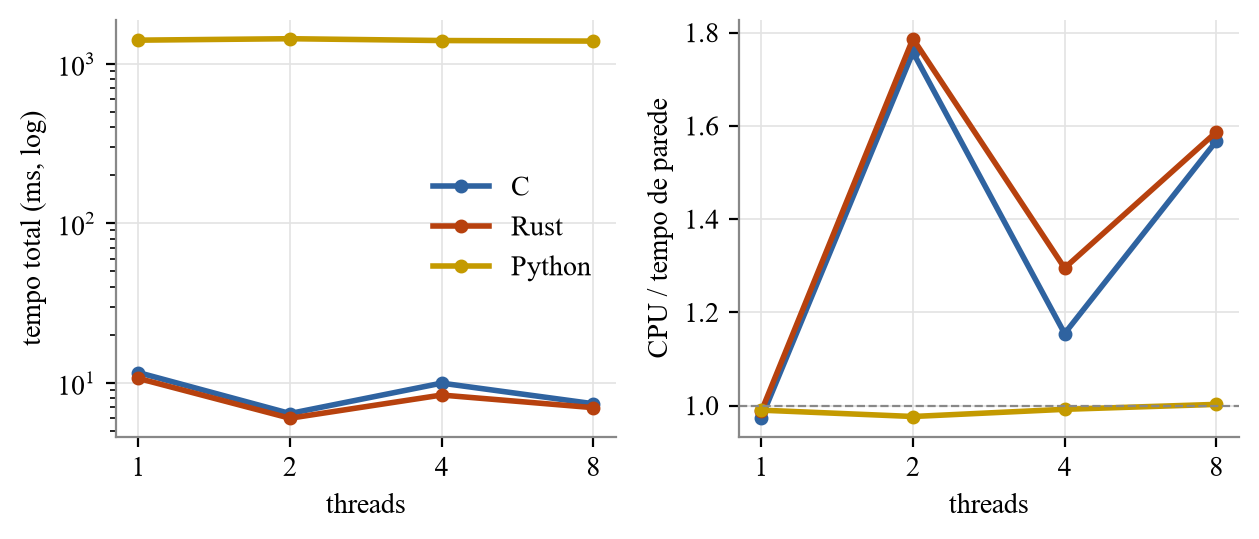 tempo total (ms, log)
10³
10²
10¹
C
Rust
Python
1 2 4 8
threads
CPU / tempo de parede
1.8
1.6
1.4
1.2
1.0
1 2 4 8
threads